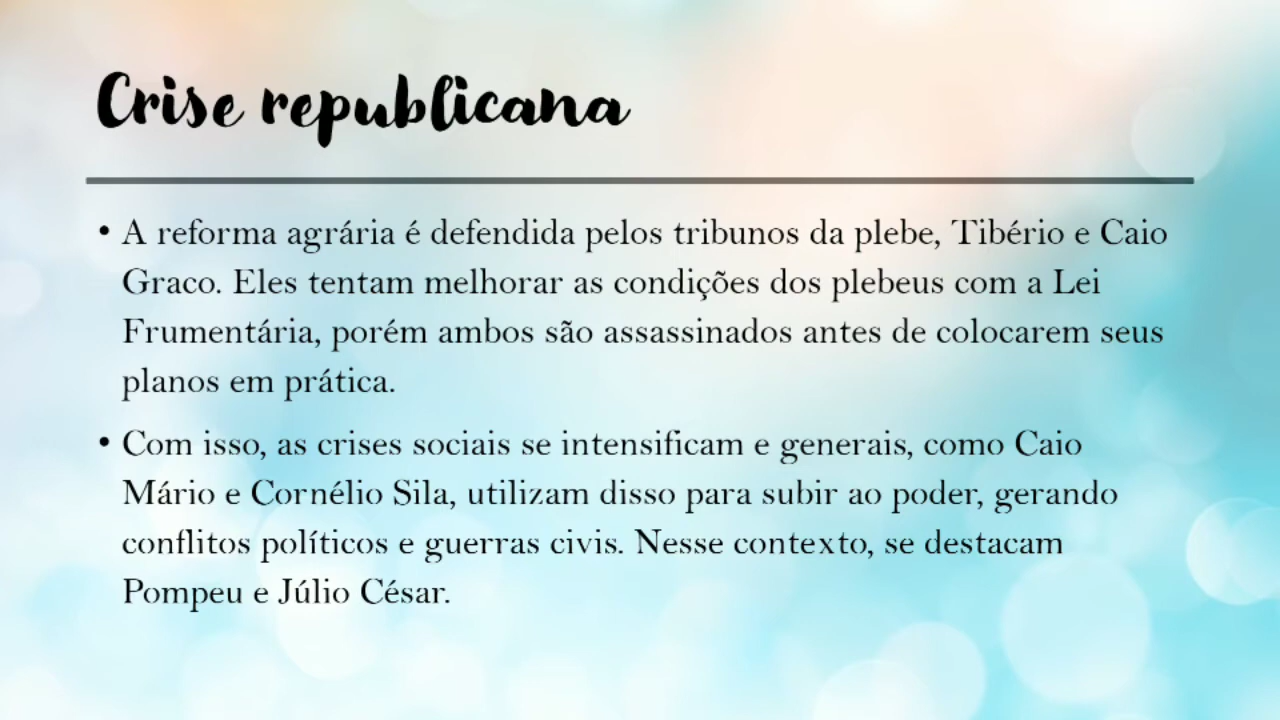 Crise republicana
• A reforma agrária é defendida pelos tribunos da plebe, Tibério e Caio
Graco. Eles tentam melhorar as condições dos plebeus com a Lei
Frumentária, porém ambos são assassinados antes de colocarem seus
planos em prática.
• Com isso, as crises sociais se intensificam e generais, como Caio
Mário e Cornélio Sila, utilizam disso para subir ao poder, gerando
conflitos políticos e guerras civis. Nesse contexto, se destacam
Pompeu e Júlio César.